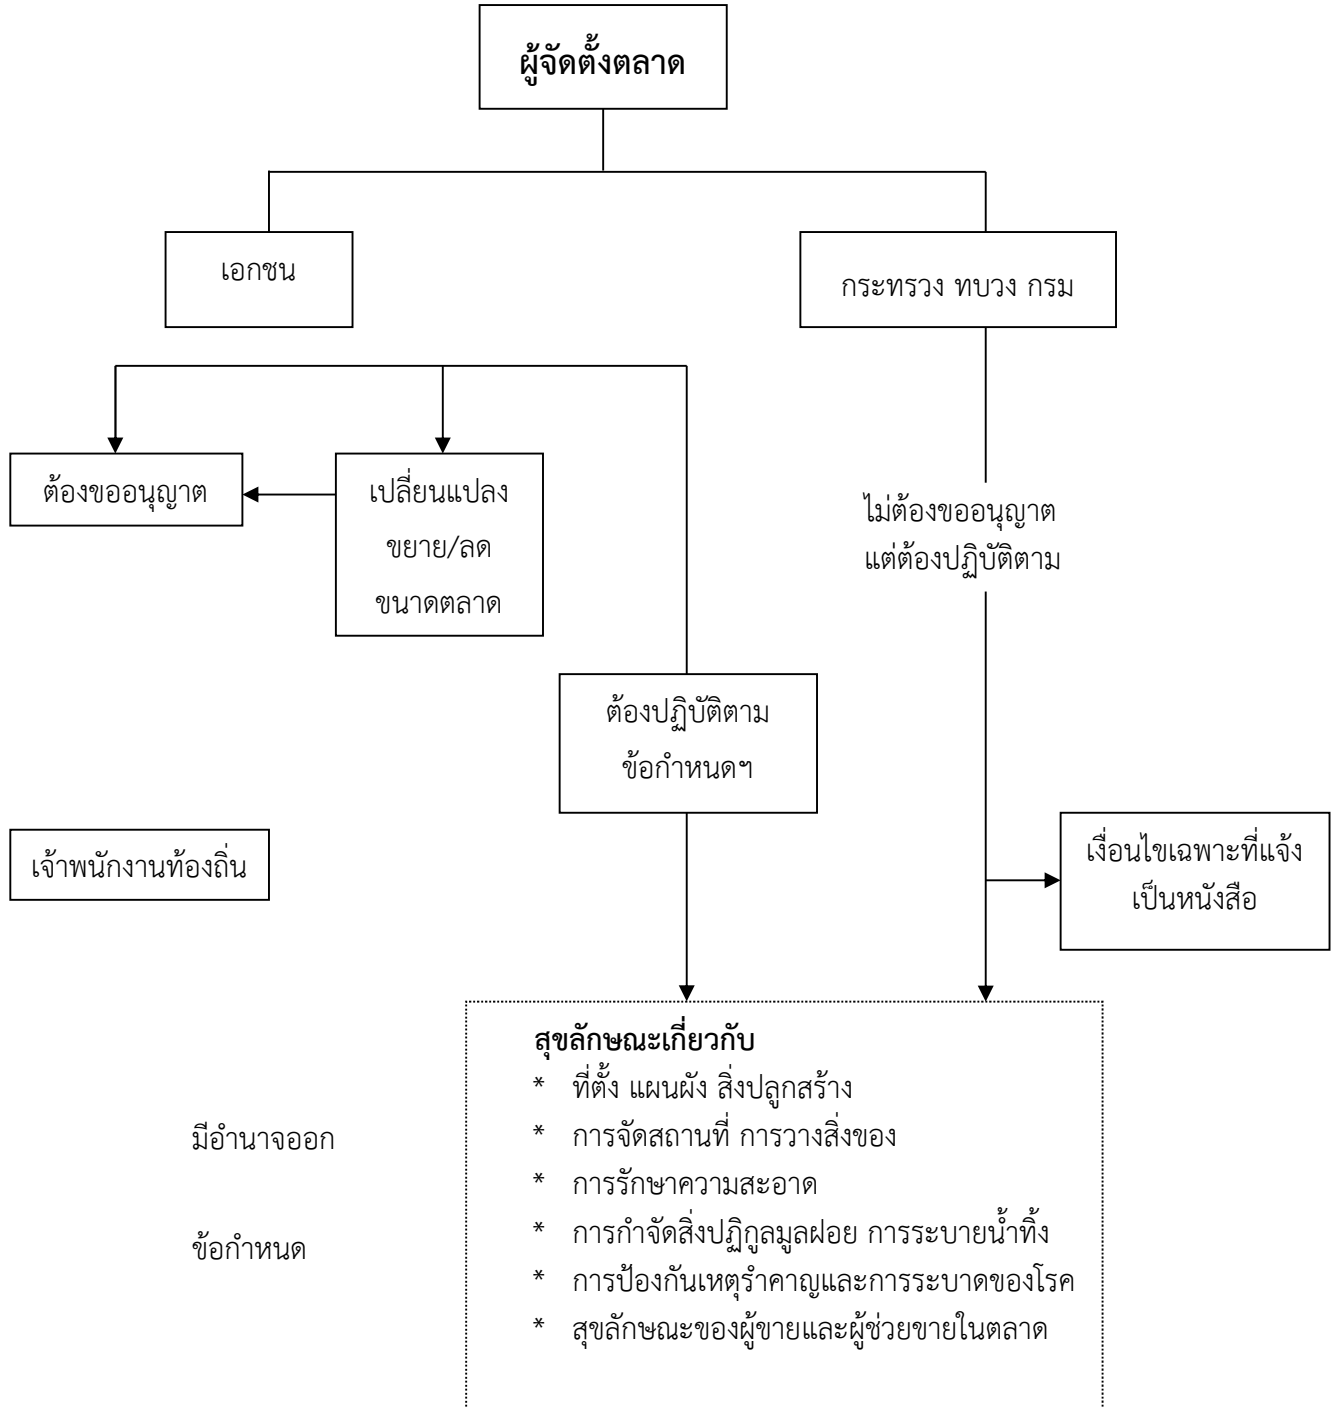 ผู้จัดตั้งตลาด
เอกชน
กระทรวง ทบวง กรม
ต้องขออนุญาต
เปลี่ยนแปลง
ขยาย/ลด
ขนาดตลาด
ไม่ต้องขออนุญาต
แต่ต้องปฏิบัติตาม
ต้องปฏิบัติตาม
ข้อกำหนดฯ
เจ้าพนักงานท้องถิ่น
เงื่อนไขเฉพาะที่แจ้ง
เป็นหนังสือ
มีอำนาจออก
ข้อกำหนด
สุขลักษณะเกี่ยวกับ
* ที่ตั้ง แผนผัง สิ่งปลูกสร้าง
* การจัดสถานที่ การวางสิ่งของ
* การรักษาความสะอาด
* การกำจัดสิ่งปฏิกูลมูลฝอย การระบายน้ำทิ้ง
* การป้องกันเหตุรำคาญและการระบาดของโรค
* สุขลักษณะของผู้ขายและผู้ช่วยขายในตลาด